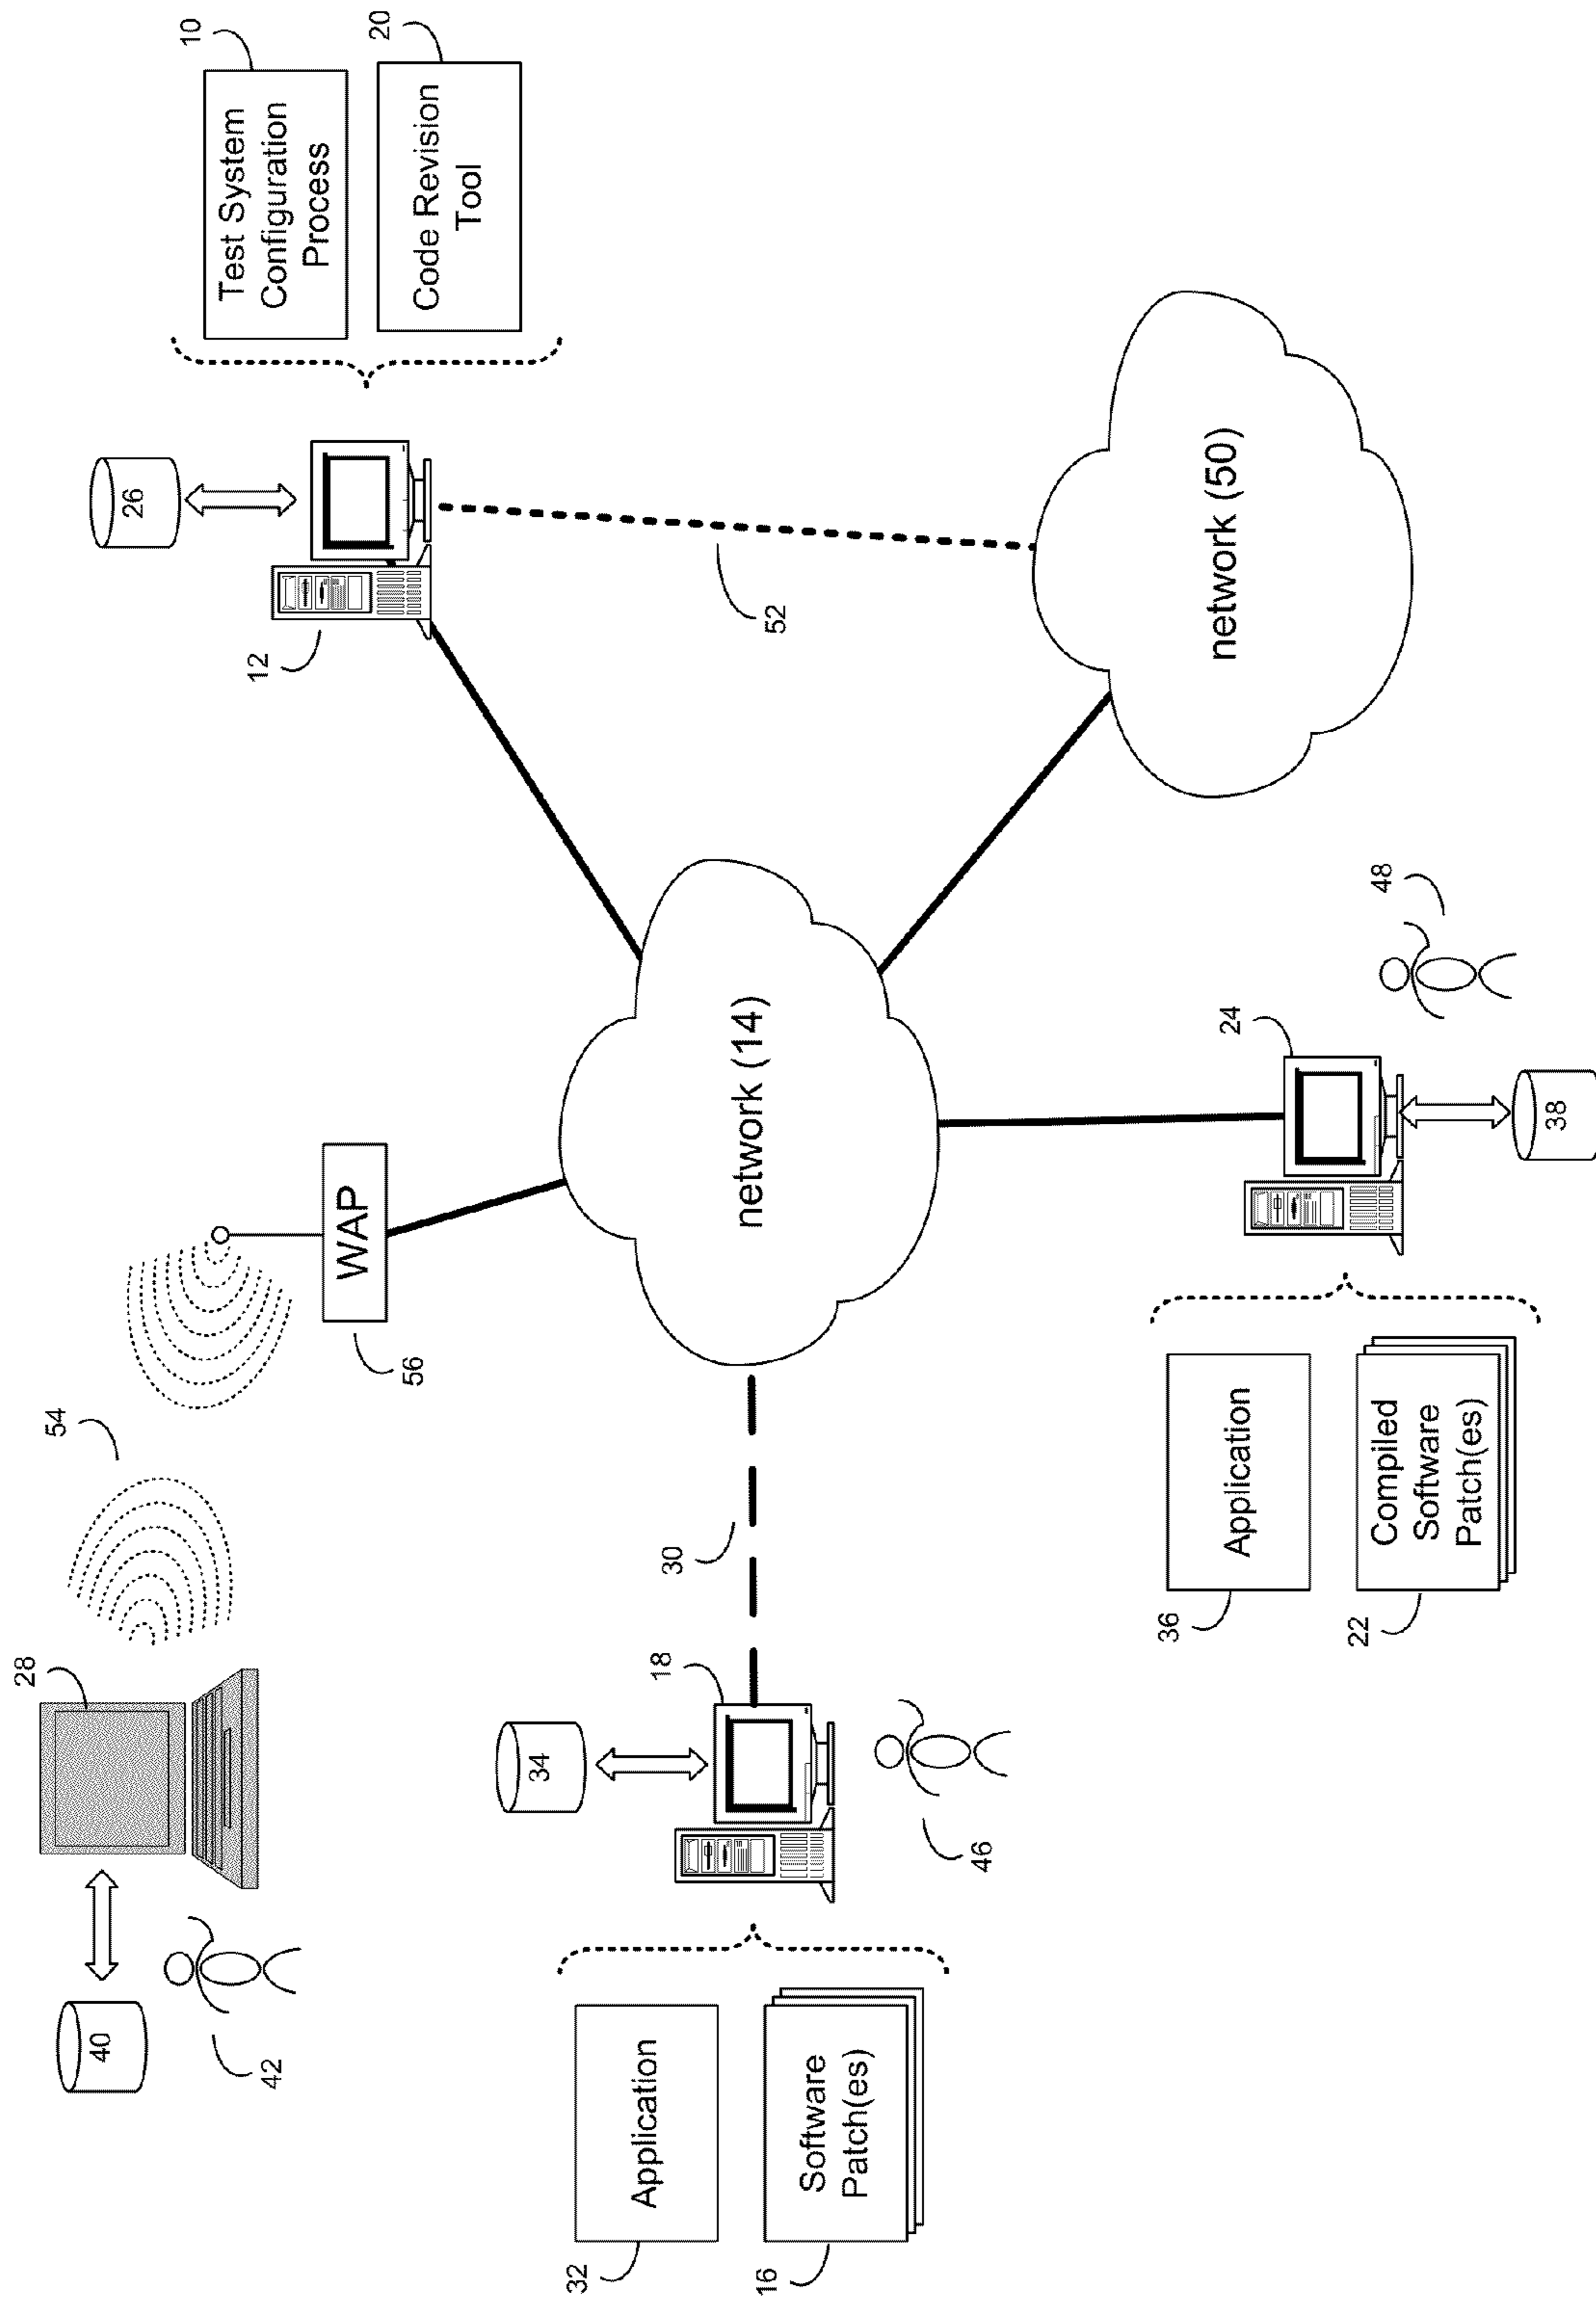 10
Test System
Configuration
Process
20
Code Revision
Tool
26
12
52
network (50)
54
56
WAP
network (14)
28
40
42
30
18
34
46
32
Application
16
Software
Patch(es)
24
48
38
36
Application
22
Compiled
Software
Patch(es)